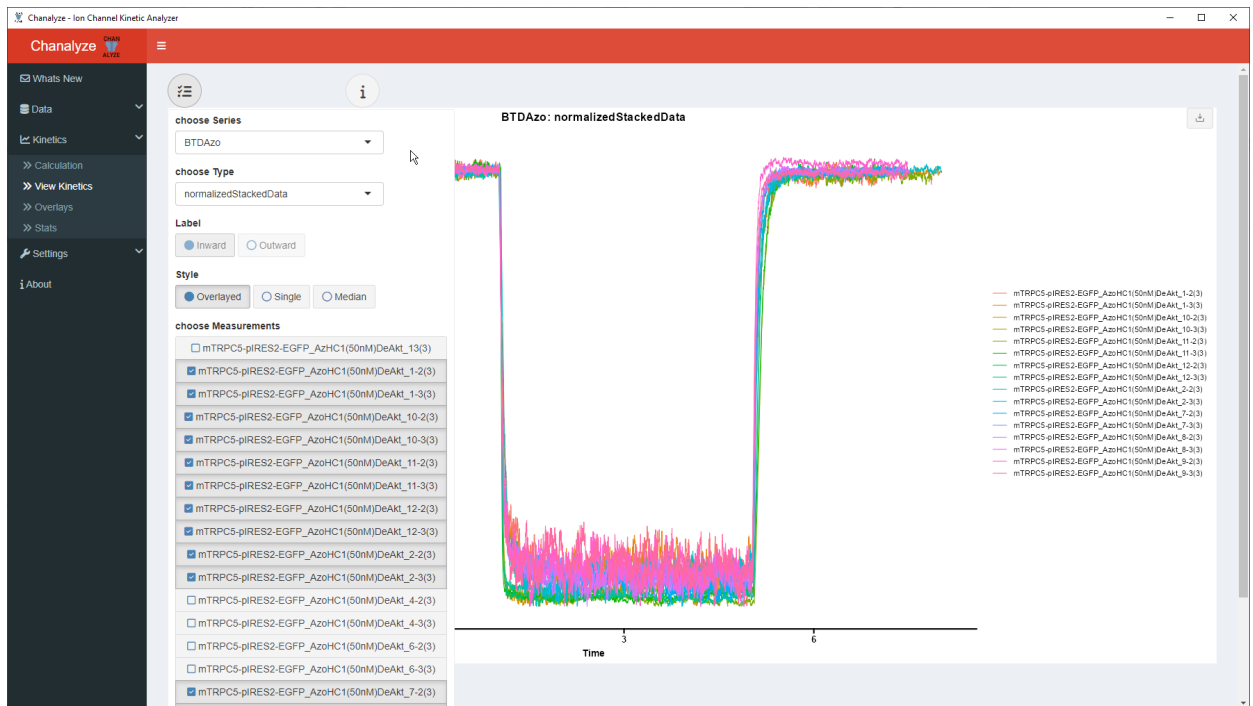 Chanalyze - Ion Channel Kinetic Analyzer
Chanalyze CHAN ALYZE
Whats New
Data
Kinetics
Calculation
View Kinetics
Overlays
Stats
Settings
About
choose Series
BTDAzo
choose Type
normalizedStackedData
Label
Inward Outward
Style
Overlayed Single Median
choose Measurements
mTRPC5-pIRES2-EGFP_AzHC1(50nM)DeAkt_13(3)
mTRPC5-pIRES2-EGFP_AzoHC1(50nM)DeAkt_1-2(3)
mTRPC5-pIRES2-EGFP_AzoHC1(50nM)DeAkt_1-3(3)
mTRPC5-pIRES2-EGFP_AzoHC1(50nM)DeAkt_10-2(3)
mTRPC5-pIRES2-EGFP_AzoHC1(50nM)DeAkt_10-3(3)
mTRPC5-pIRES2-EGFP_AzoHC1(50nM)DeAkt_11-2(3)
mTRPC5-pIRES2-EGFP_AzoHC1(50nM)DeAkt_11-3(3)
mTRPC5-pIRES2-EGFP_AzoHC1(50nM)DeAkt_12-2(3)
mTRPC5-pIRES2-EGFP_AzoHC1(50nM)DeAkt_12-3(3)
mTRPC5-pIRES2-EGFP_AzoHC1(50nM)DeAkt_2-2(3)
mTRPC5-pIRES2-EGFP_AzoHC1(50nM)DeAkt_2-3(3)
mTRPC5-pIRES2-EGFP_AzoHC1(50nM)DeAkt_4-2(3)
mTRPC5-pIRES2-EGFP_AzoHC1(50nM)DeAkt_4-3(3)
mTRPC5-pIRES2-EGFP_AzoHC1(50nM)DeAkt_6-2(3)
mTRPC5-pIRES2-EGFP_AzoHC1(50nM)DeAkt_6-3(3)
mTRPC5-pIRES2-EGFP_AzoHC1(50nM)DeAkt_7-2(3)
BTDAzo: normalizedStackedData
3 6
Time
mTRPC5-pIRES2-EGFP_AzoHC1(50nM)DeAkt_1-2(3)
mTRPC5-pIRES2-EGFP_AzoHC1(50nM)DeAkt_1-3(3)
mTRPC5-pIRES2-EGFP_AzoHC1(50nM)DeAkt_10-2(3)
mTRPC5-pIRES2-EGFP_AzoHC1(50nM)DeAkt_10-3(3)
mTRPC5-pIRES2-EGFP_AzoHC1(50nM)DeAkt_11-2(3)
mTRPC5-pIRES2-EGFP_AzoHC1(50nM)DeAkt_11-3(3)
mTRPC5-pIRES2-EGFP_AzoHC1(50nM)DeAkt_12-2(3)
mTRPC5-pIRES2-EGFP_AzoHC1(50nM)DeAkt_12-3(3)
mTRPC5-pIRES2-EGFP_AzoHC1(50nM)DeAkt_2-2(3)
mTRPC5-pIRES2-EGFP_AzoHC1(50nM)DeAkt_2-3(3)
mTRPC5-pIRES2-EGFP_AzoHC1(50nM)DeAkt_7-2(3)
mTRPC5-pIRES2-EGFP_AzoHC1(50nM)DeAkt_7-3(3)
mTRPC5-pIRES2-EGFP_AzoHC1(50nM)DeAkt_8-2(3)
mTRPC5-pIRES2-EGFP_AzoHC1(50nM)DeAkt_8-3(3)
mTRPC5-pIRES2-EGFP_AzoHC1(50nM)DeAkt_9-2(3)
mTRPC5-pIRES2-EGFP_AzoHC1(50nM)DeAkt_9-3(3)